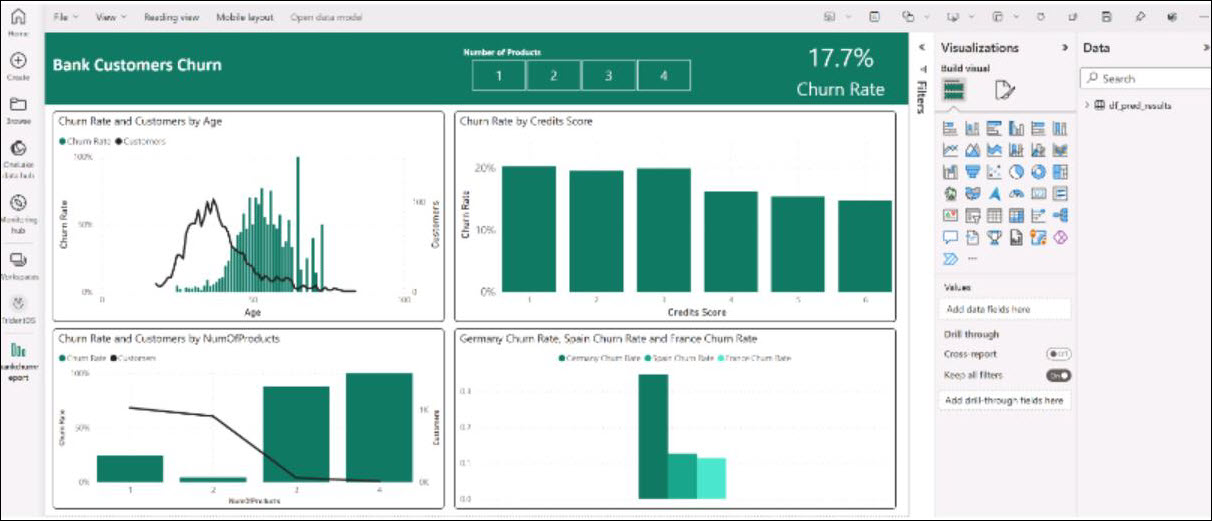 File View Reading view Mobile layout Open data model
Home
Create
Browse
OneLake
data hub
Monitoring
hub
Workspaces
Bank Customers Churn
Number of Products
1 2 3 4
17.7%
Churn Rate
Churn Rate and Customers by Age
Churn Rate Customers
100%
50%
0%
Churn Rate
100
0
Customers
0 50 100
Age
Churn Rate by Credits Score
20%
10%
0%
Churn Rate
1 2 3 4 5 6
Credits Score
Churn Rate and Customers by NumOfProducts
Churn Rate Customers
100%
50%
0%
Churn Rate
1K
0K
Customers
1 2 3 4
NumOfProducts
Germany Churn Rate, Spain Churn Rate and France Churn Rate
Germany Churn Rate Spain Churn Rate France Churn Rate
0.3
0.2
0.1
0.0
Filters
Visualizations
Build visual
Values
Add data fields here
Drill through
Cross-report
Off
Keep all filters
On
Add drill-through fields here
Data
Search
df_pred_results